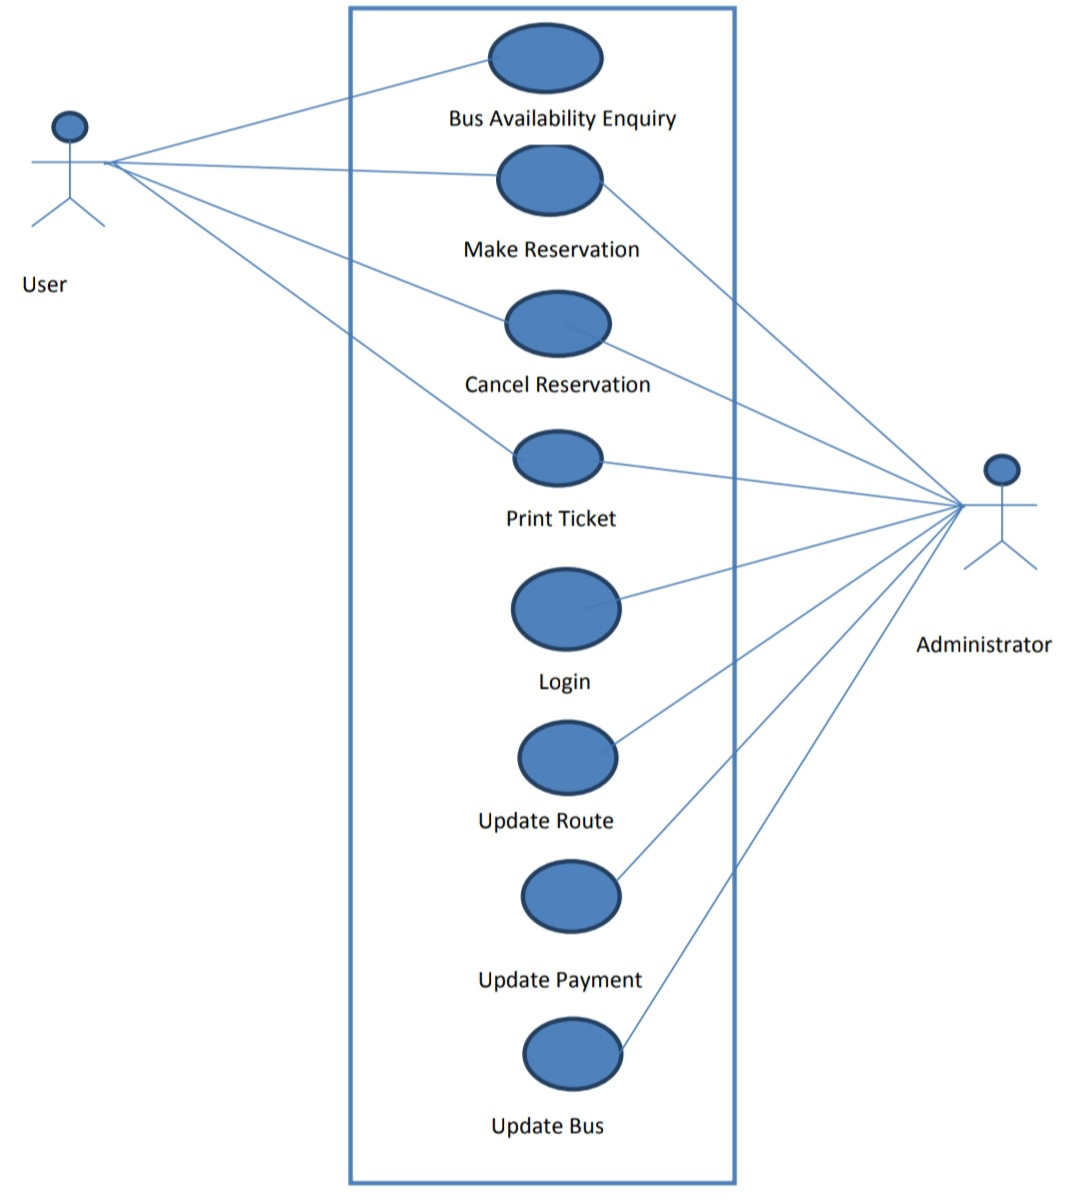 Bus Availability Enquiry
Make Reservation
User
Cancel Reservation
Print Ticket
Administrator
Login
Update Route
Update Payment
Update Bus